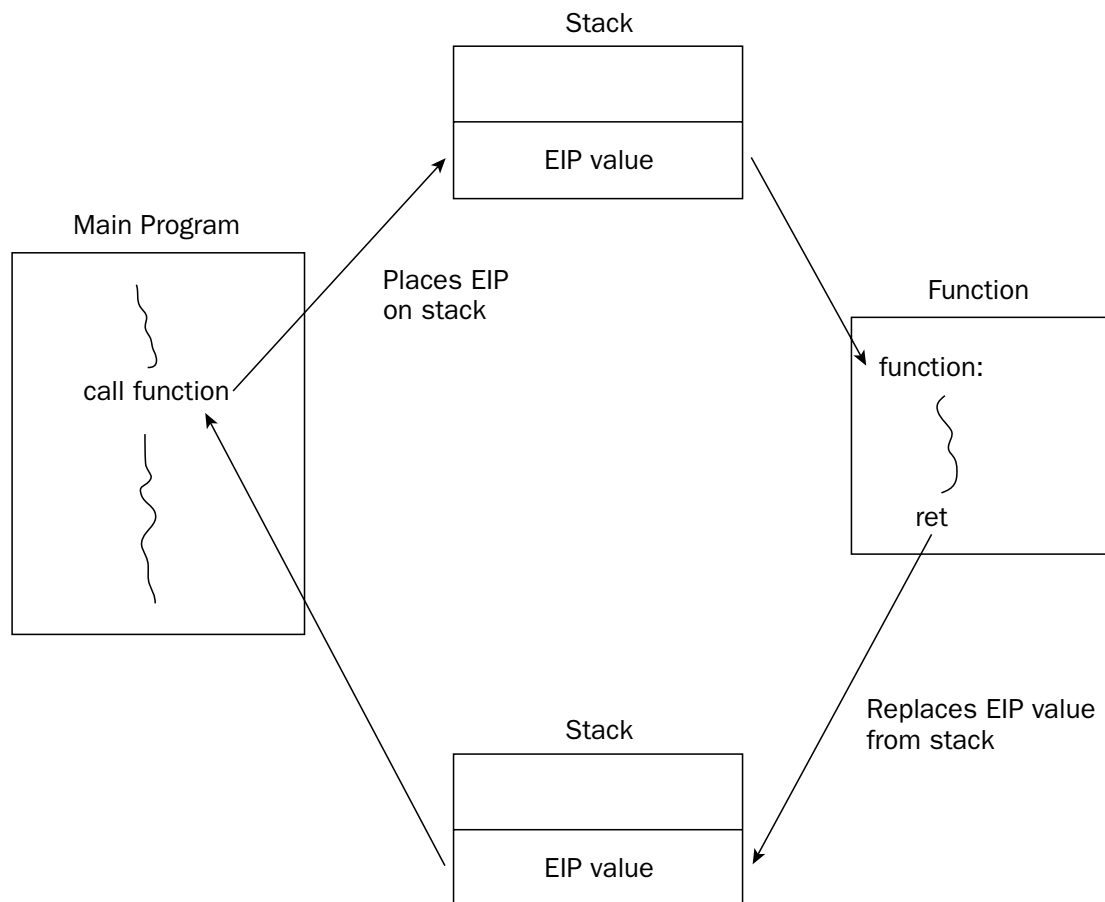 Stack
EIP value
Main Program
Places EIP
on stack
call function
Function
function:
ret
Replaces EIP value
from stack
Stack
EIP value